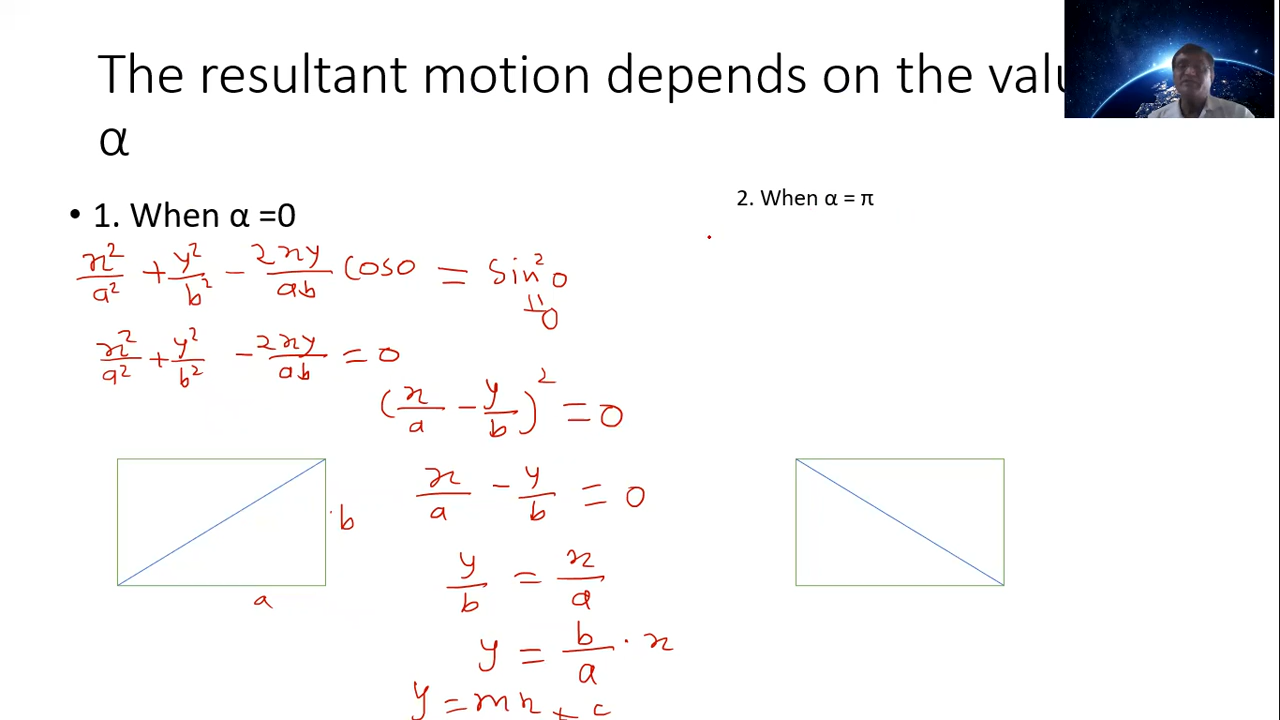 The resultant motion depends on the valu
α
• 1. When α =0
x²/a² + y²/b² - 2xy/ab Cos0 = Sin²0
= 0
x²/a² + y²/b² - 2xy/ab = 0
(x/a - y/b)² = 0
x/a - y/b = 0
b
a
y/b = x/a
y = b/a · x
y = mx + c
2. When α = π